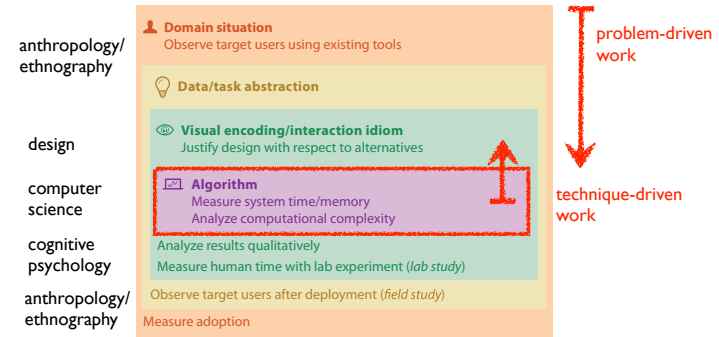 Domain situation
anthropology/
ethnography
Observe target users using existing tools
problem-driven
work
Data/task abstraction
design
Visual encoding/interaction idiom
Justify design with respect to alternatives
computer
science
Algorithm
Measure system time/memory
Analyze computational complexity
technique-driven
work
cognitive
psychology
Analyze results qualitatively
Measure human time with lab experiment (lab study)
anthropology/
ethnography
Observe target users after deployment (field study)
Measure adoption